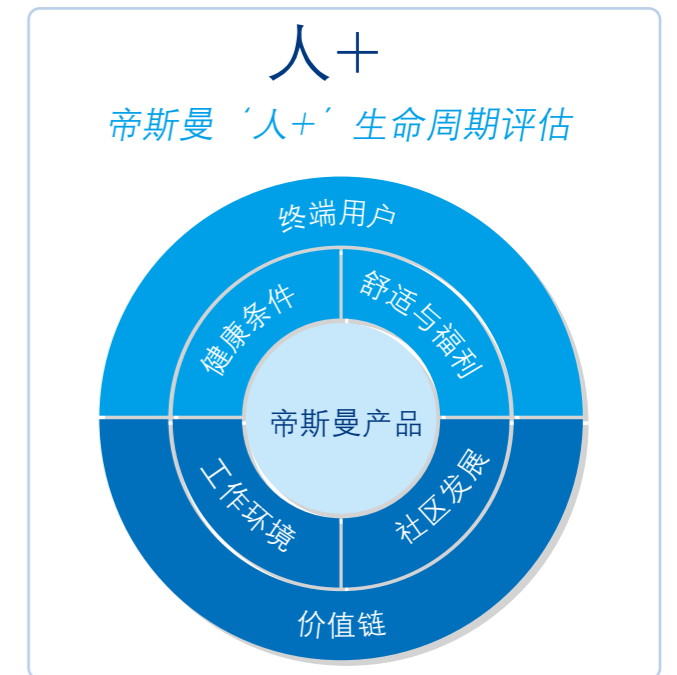 人+
帝斯曼‘人+’生命周期评估
终端用户
健康条件
舒适与福利
帝斯曼产品
工作环境
社区发展
价值链